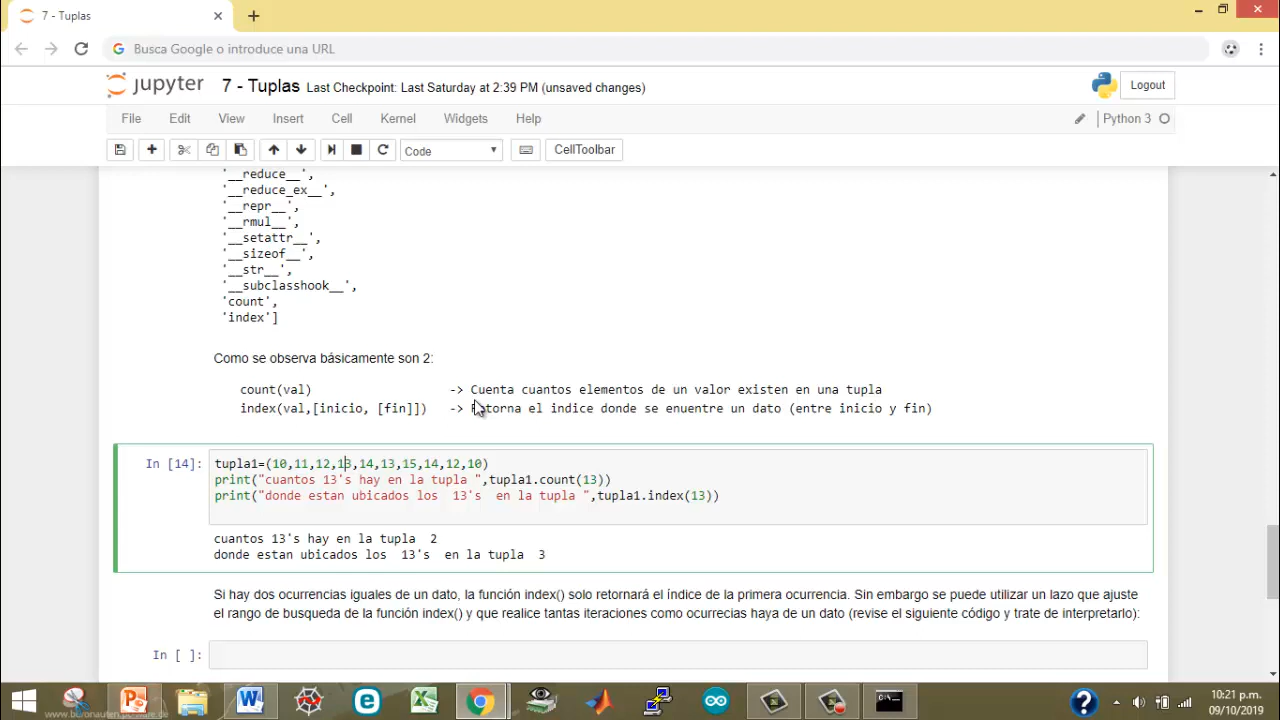 7 - Tuplas
Busca Google o introduce una URL
jupyter 7 - Tuplas Last Checkpoint: Last Saturday at 2:39 PM (unsaved changes) Logout
File Edit View Insert Cell Kernel Widgets Help Python 3
Code CellToolbar
'__reduce__',
'__reduce_ex__',
'__repr__',
'__rmul__',
'__setattr__',
'__sizeof__',
'__str__',
'__subclasshook__',
'count',
'index']
Como se observa básicamente son 2:
count(val) -> Cuenta cuantos elementos de un valor existen en una tupla
index(val,[inicio, [fin]]) -> Retorna el indice donde se enuentre un dato (entre inicio y fin)
In [14]: tupla1=(10,11,12,13,14,13,15,14,12,10)
print("cuantos 13's hay en la tupla ",tupla1.count(13))
print("donde estan ubicados los  13's  en la tupla ",tupla1.index(13))
cuantos 13's hay en la tupla  2
donde estan ubicados los  13's  en la tupla  3
Si hay dos ocurrencias iguales de un dato, la función index() solo retornará el índice de la primera ocurrencia. Sin embargo se puede utilizar un lazo que ajuste
el rango de busqueda de la función index() y que realice tantas iteraciones como ocurrecias haya de un dato (revise el siguiente código y trate de interpretarlo):
In [ ]:
10:21 p.m.
09/10/2019